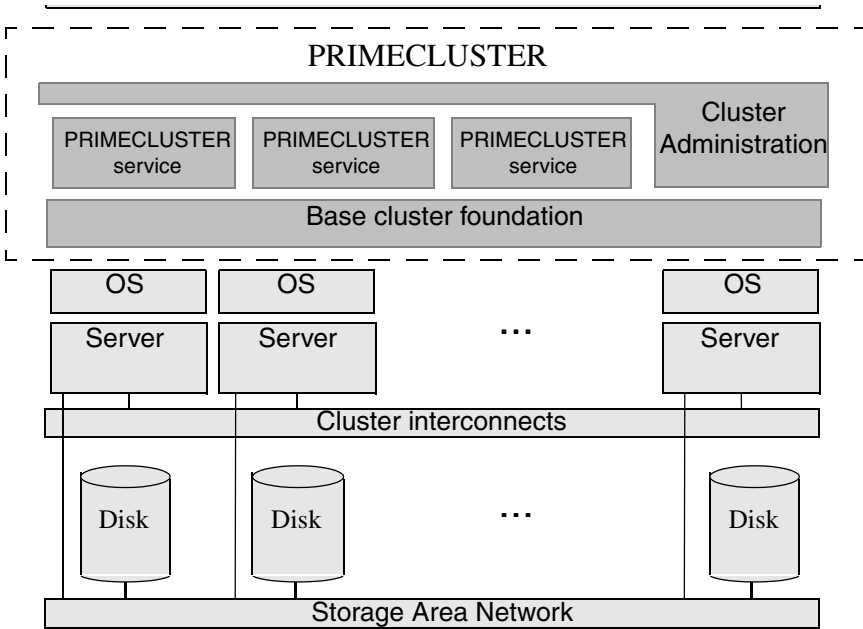 PRIMECLUSTER
Cluster
Administration
PRIMECLUSTER
service
PRIMECLUSTER
service
PRIMECLUSTER
service
Base cluster foundation
OS
OS
OS
Server
Server
...
Server
Cluster interconnects
Disk
Disk
...
Disk
Storage Area Network